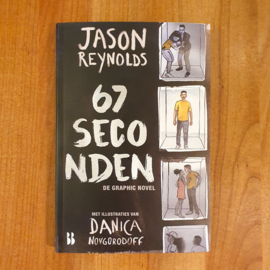 JASON
REYNOLDS
67
SECO
NDEN
DE GRAPHIC NOVEL
MET ILLUSTRATIES VAN
DANICA
NOVGORODOFF